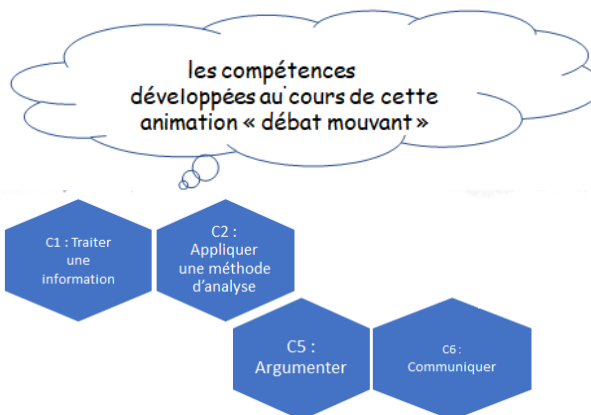 les compétences
développées au cours de cette
animation « débat mouvant »
C1 : Traiter
une
information
C2 :
Appliquer
une méthode
d'analyse
C5 :
Argumenter
C6 :
Communiquer